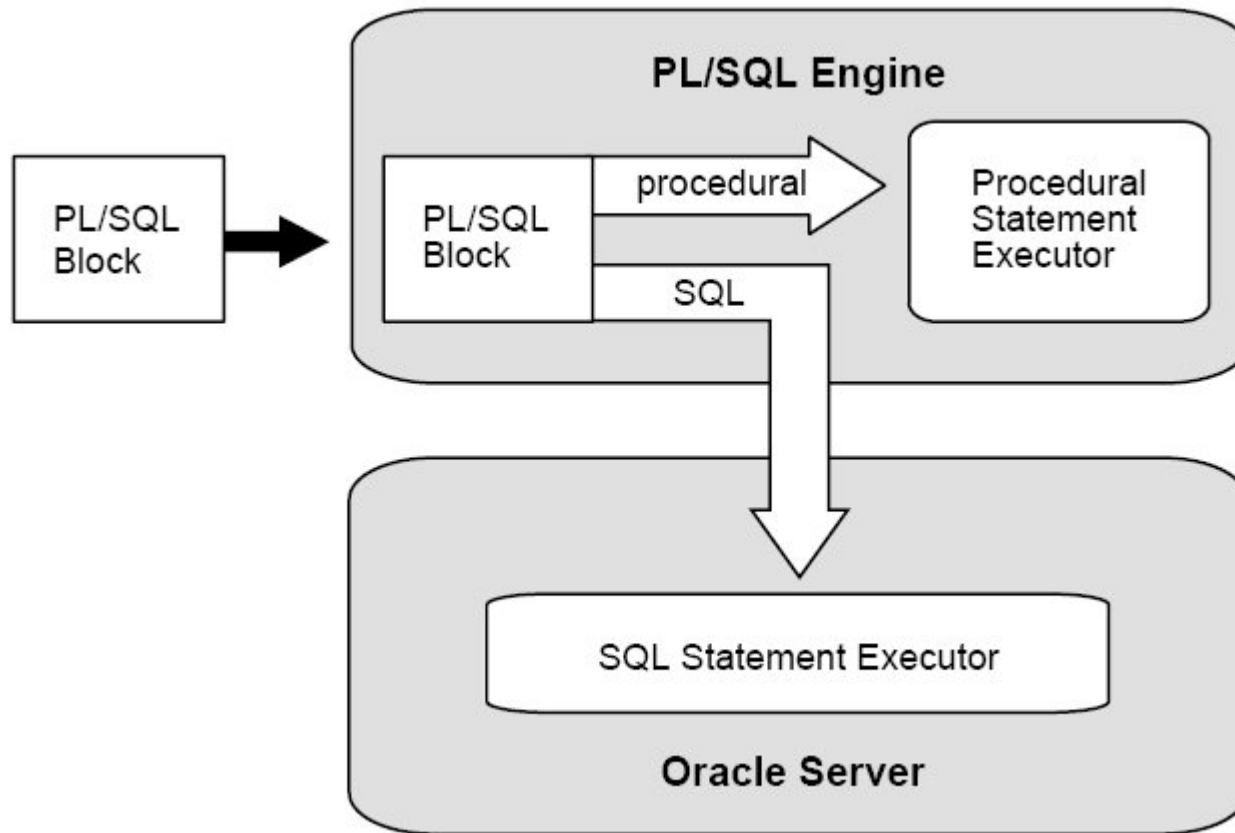 PL/SQL Engine
PL/SQL
Block
PL/SQL
Block
procedural
SQL
Procedural
Statement
Executor
SQL Statement Executor
Oracle Server